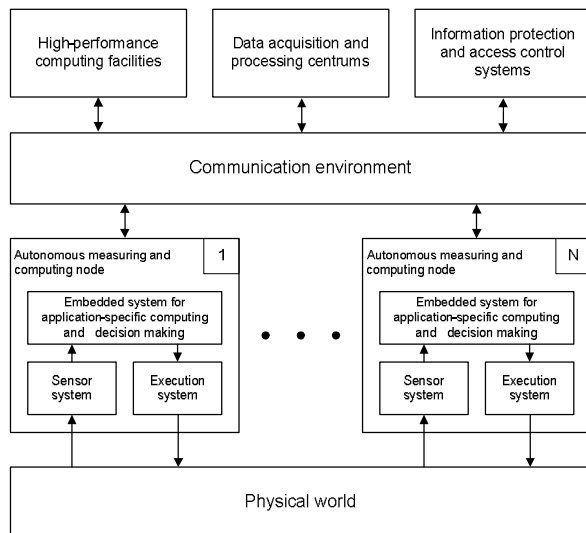 High-performance
computing facilities
Data acquisition and
processing centrums
Information protection
and access control
systems
Communication environment
Autonomous measuring and
computing node
1
Embedded system for
application-specific computing
and decision making
Sensor
system
Execution
system
Autonomous measuring and
computing node
N
Embedded system for
application-specific computing
and decision making
Sensor
system
Execution
system
Physical world